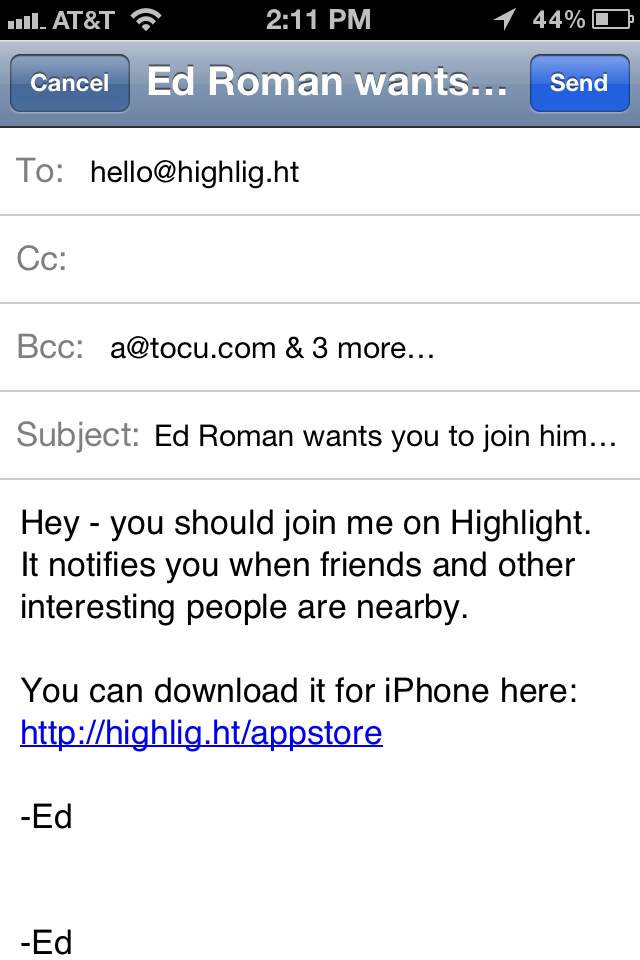 AT&T 2:11 PM 44%
Cancel Ed Roman wants... Send
To: hello@highlig.ht
Cc:
Bcc: a@tocu.com & 3 more...
Subject: Ed Roman wants you to join him...
Hey - you should join me on Highlight.
It notifies you when friends and other
interesting people are nearby.
You can download it for iPhone here:
http://highlig.ht/appstore
-Ed
-Ed